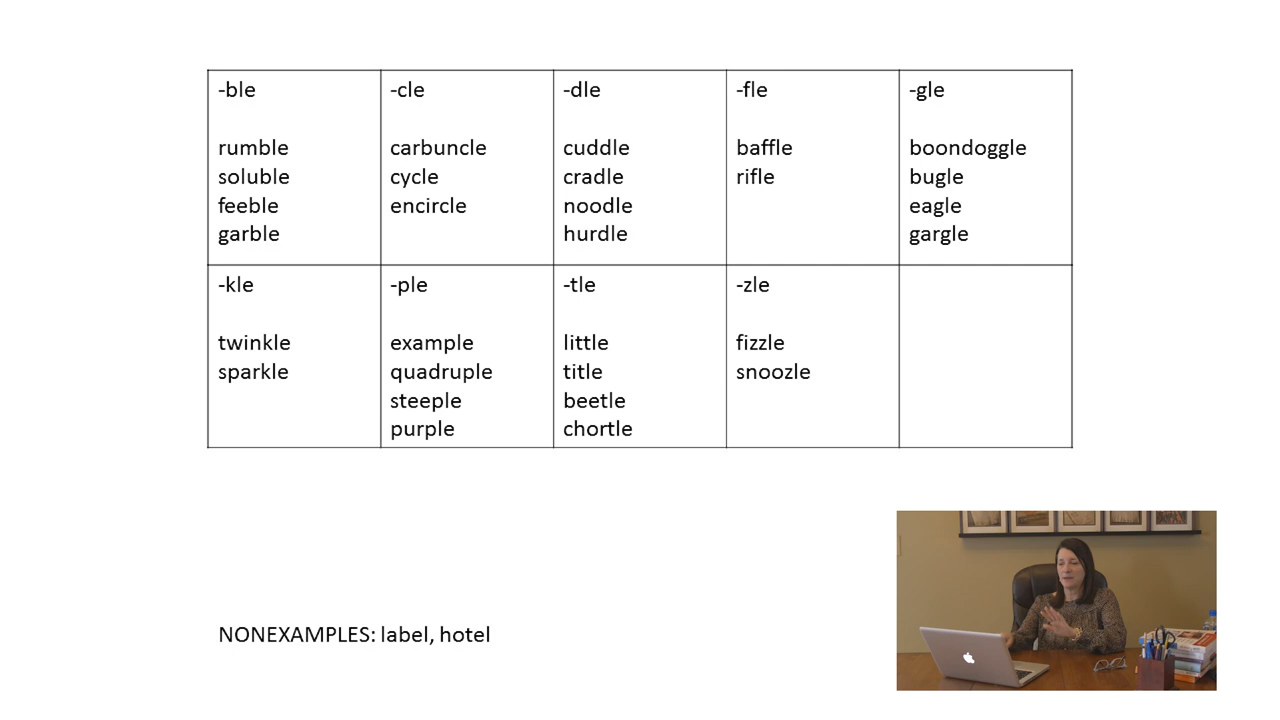 -ble
rumble
soluble
feeble
garble
-cle
carbuncle
cycle
encircle
-dle
cuddle
cradle
noodle
hurdle
-fle
baffle
rifle
-gle
boondoggle
bugle
eagle
gargle
-kle
twinkle
sparkle
-ple
example
quadruple
steeple
purple
-tle
little
title
beetle
chortle
-zle
fizzle
snoozle
NONEXAMPLES: label, hotel